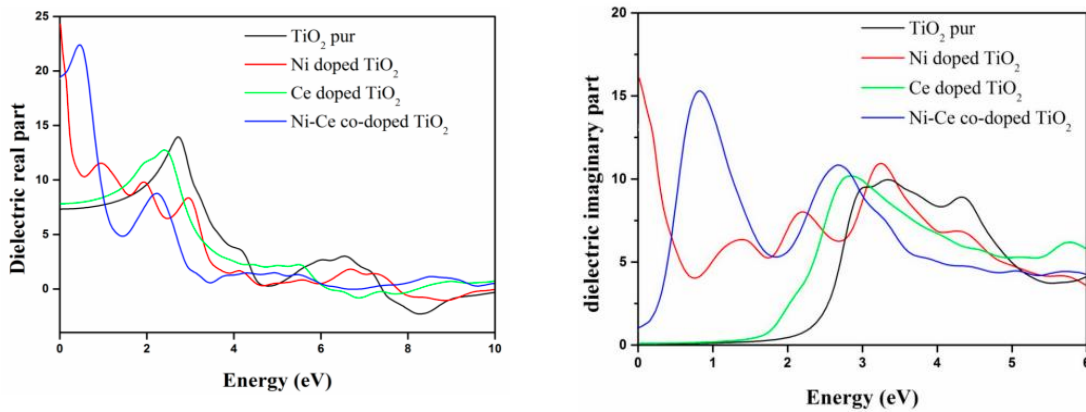 25
20
15
10
5
0
Dielectric real part
TiO₂ pur
Ni doped TiO₂
Ce doped TiO₂
Ni-Ce co-doped TiO₂
0 2 4 6 8 10
Energy (eV)
20
15
10
5
0
dielectric imaginary part
TiO₂ pur
Ni doped TiO₂
Ce doped TiO₂
Ni-Ce co-doped TiO₂
0 1 2 3 4 5 6
Energy (eV)